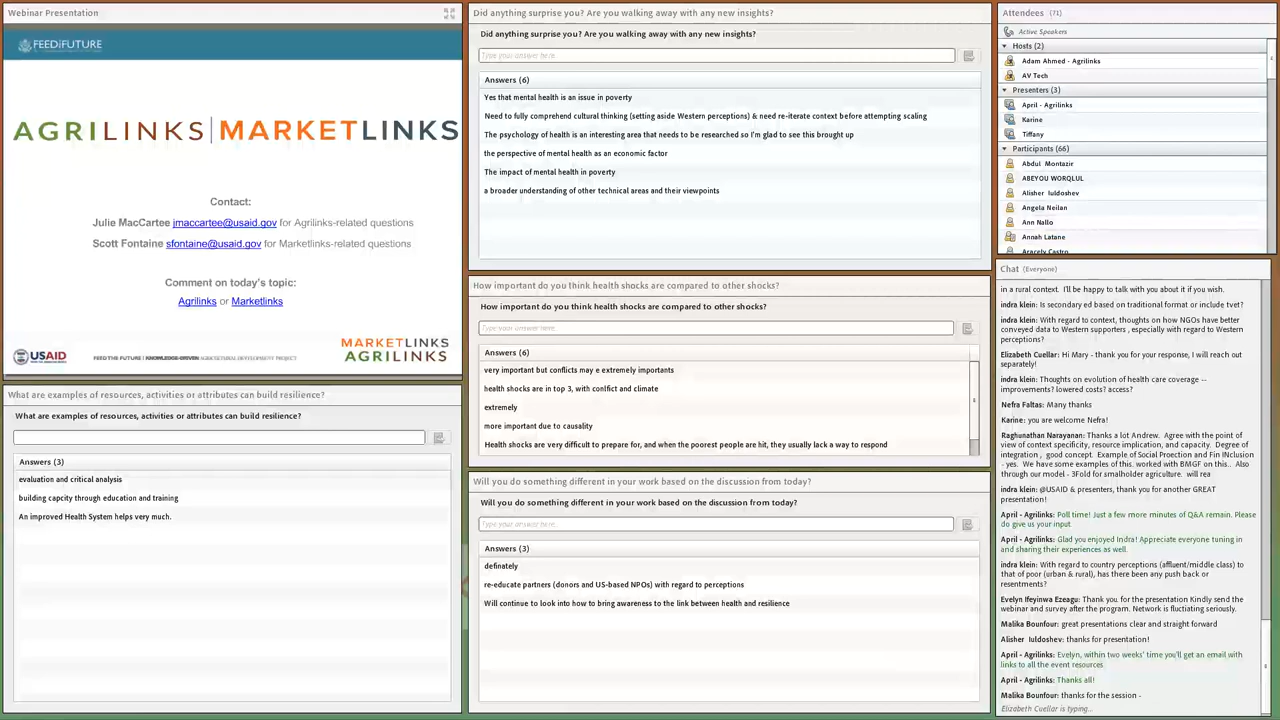 Webinar Presentation
FEED the FUTURE
AGRILINKS | MARKETLINKS
Contact:
Julie MacCartee jmaccartee@usaid.gov for Agrilinks-related questions
Scott Fontaine sfontaine@usaid.gov for Marketlinks-related questions
Comment on today's topic:
Agrilinks or Marketlinks
USAID
FEED THE FUTURE | KNOWLEDGE-DRIVEN AGRICULTURAL DEVELOPMENT PROJECT
MARKETLINKS
AGRILINKS
What are examples of resources, activities or attributes can build resilience?
What are examples of resources, activities or attributes can build resilience?
Answers (3)
evaluation and critical analysis
building capcity through education and training
An improved Health System helps very much.
Did anything surprise you? Are you walking away with any new insights?
Did anything surprise you? Are you walking away with any new insights?
Type your answer here.
Answers (6)
Yes that mental health is an issue in poverty
Need to fully comprehend cultural thinking (setting aside Western perceptions) & need re-iterate context before attempting scaling
The psychology of health is an interesting area that needs to be researched so I'm glad to see this brought up
the perspective of mental health as an economic factor
The impact of mental health in poverty
a broader understanding of other technical areas and their viewpoints
How important do you think health shocks are compared to other shocks?
How important do you think health shocks are compared to other shocks?
Type your answer here.
Answers (6)
very important but conflicts may e extremely importants
health shocks are in top 3, with conlfict and climate
extremely
more important due to causality
Health shocks are very difficult to prepare for, and when the poorest people are hit, they usually lack a way to respond
Will you do something different in your work based on the discussion from today?
Will you do something different in your work based on the discussion from today?
Type your answer here.
Answers (3)
definately
re-educate partners (donors and US-based NPOs) with regard to perceptions
Will continue to look into how to bring awareness to the link between health and resilience
Attendees (71)
Active Speakers
Hosts (2)
Adam Ahmed - Agrilinks
AV Tech
Presenters (3)
April - Agrilinks
Karine
Tiffany
Participants (66)
Abdul Montazir
ABEYOU WORQLUL
Alisher Iuldoshev
Angela Neilan
Ann Nallo
Annah Latane
Aracely Castro
Chat (Everyone)
in a rural context. I'll be happy to talk with you about it if you wish.
indra klein: Is secondary ed based on traditional format or include tvet?
indra klein: With regard to context, thoughts on how NGOs have better
conveyed data to Western supporters , especially with regard to Western
perceptions?
Elizabeth Cuellar: Hi Mary - thank you for your response, I will reach out
separately!
indra klein: Thoughts on evolution of health care coverage --
improvements? lowered costs? access?
Nefra Faltas: Many thanks
Karine: you are welcome Nefra!
Raghunathan Narayanan: Thanks a lot Andrew. Agree with the point of
view of context specificity, resource implication, and capacity. Degree of
integration , good concept. Example of Social Proection and Fin INclusion
- yes. We have some examples of this. worked with BMGF on this.. Also
through our model - 3Fold for smalholder agriculture. will rea
indra klein: @USAID & presenters, thank you for another GREAT
presentation!
April - Agrilinks: Poll time! Just a few more minutes of Q&A remain. Please
do give us your input.
April - Agrilinks: Glad you enjoyed Indra! Appreciate everyone tuning in
and sharing their experiences as well.
indra klein: With regard to country perceptions (affluent/middle class) to
that of poor (urban & rural), has there been any push back or
resentments?
Evelyn Ifeyinwa Ezeagu: Thank you for the presentation Kindly send the
webinar and survey after the program. Network is fluctiating seriously.
Malika Bounfour: great presentations clear and straight forward
Alisher Iuldoshev: thanks for presentation!
April - Agrilinks: Evelyn, within two weeks' time you'll get an email with
links to all the event resources
April - Agrilinks: Thanks all!
Malika Bounfour: thanks for the session -
Elizabeth Cuellar is typing...